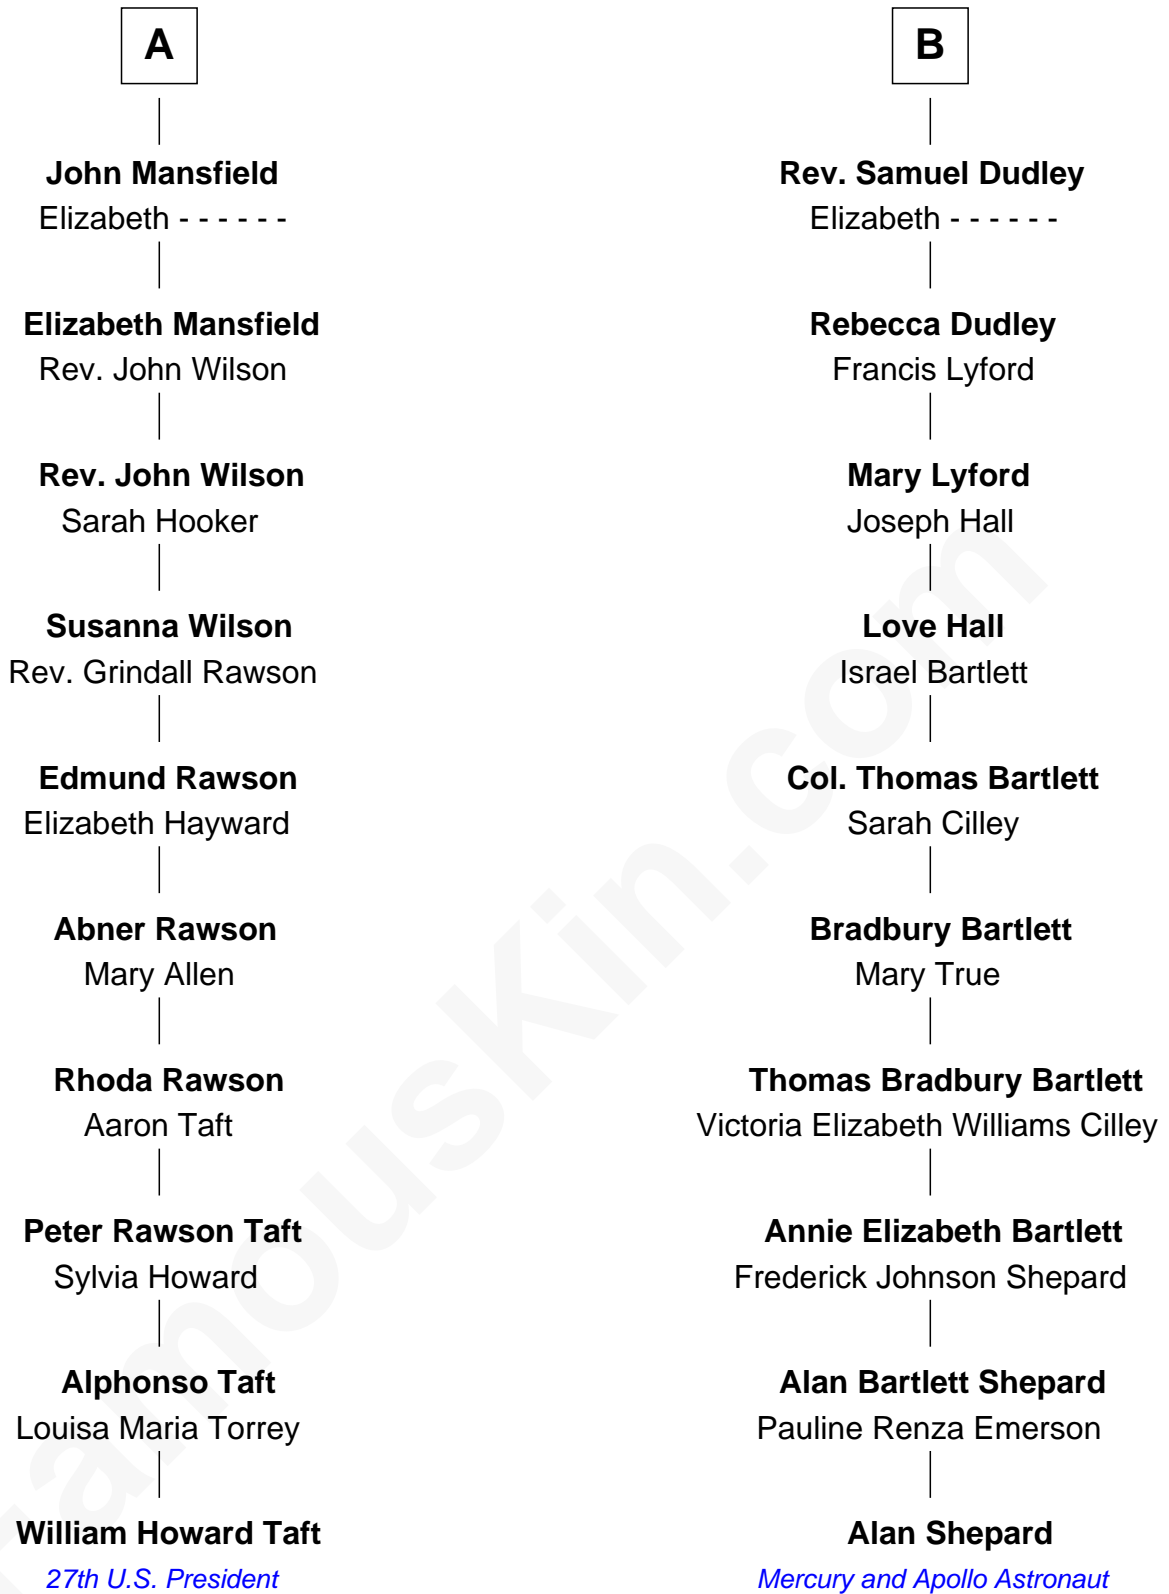 A
John Mansfield
Elizabeth - - - - - -
Elizabeth Mansfield
Rev. John Wilson
Rev. John Wilson
Sarah Hooker
Susanna Wilson
Rev. Grindall Rawson
Edmund Rawson
Elizabeth Hayward
Abner Rawson
Mary Allen
Rhoda Rawson
Aaron Taft
Peter Rawson Taft
Sylvia Howard
Alphonso Taft
Louisa Maria Torrey
William Howard Taft
27th U.S. President
B
Rev. Samuel Dudley
Elizabeth - - - - - -
Rebecca Dudley
Francis Lyford
Mary Lyford
Joseph Hall
Love Hall
Israel Bartlett
Col. Thomas Bartlett
Sarah Cilley
Bradbury Bartlett
Mary True
Thomas Bradbury Bartlett
Victoria Elizabeth Williams Cilley
Annie Elizabeth Bartlett
Frederick Johnson Shepard
Alan Bartlett Shepard
Pauline Renza Emerson
Alan Shepard
Mercury and Apollo Astronaut
FamousKin.com